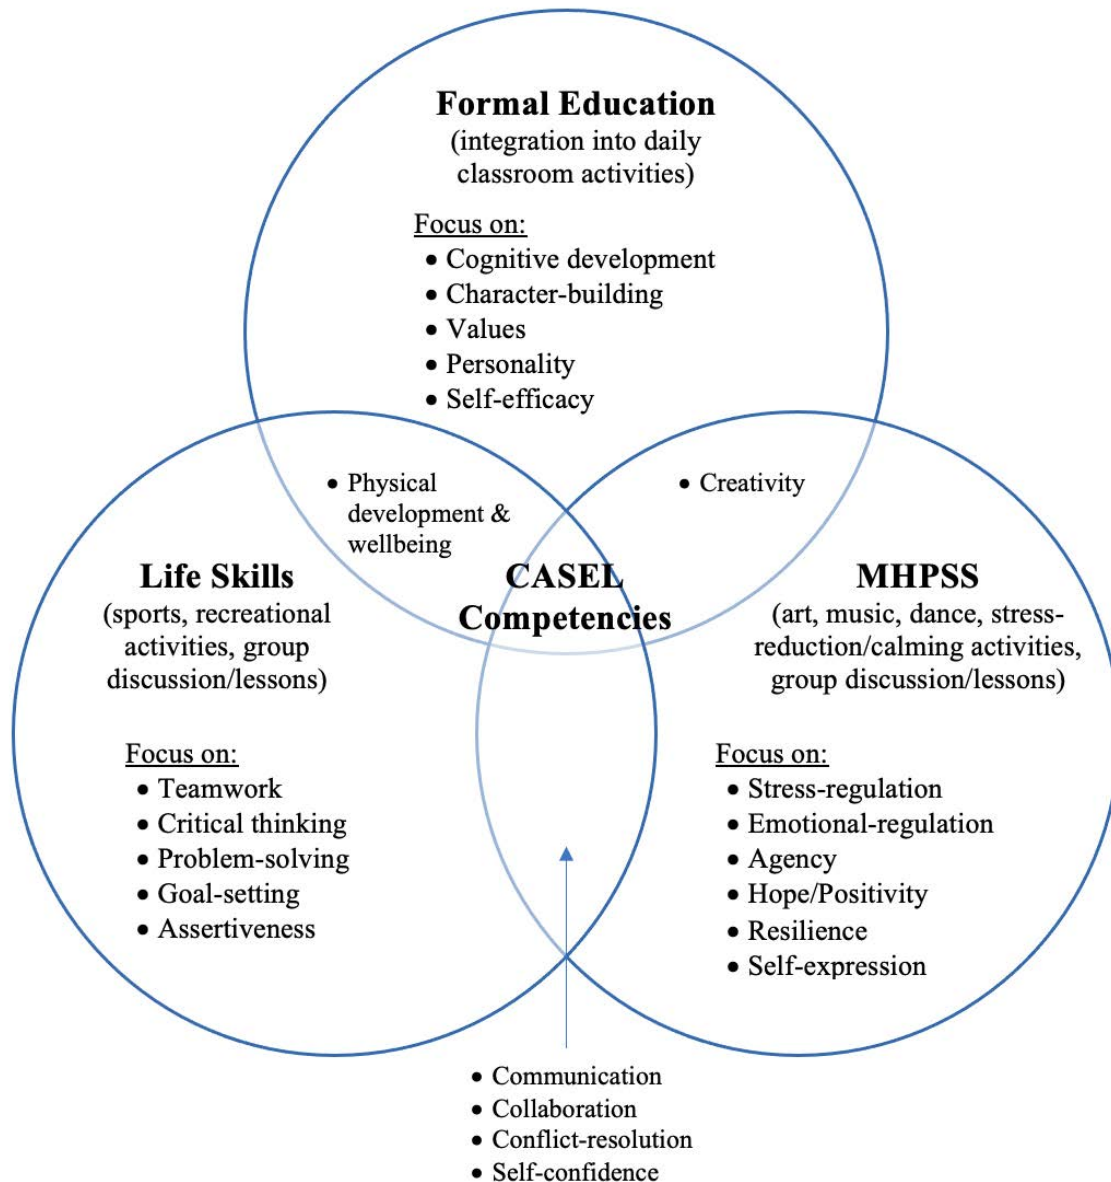 Formal Education
(integration into daily
classroom activities)
Focus on:
• Cognitive development
• Character-building
• Values
• Personality
• Self-efficacy
• Physical
development &
wellbeing
• Creativity
Life Skills
(sports, recreational
activities, group
discussion/lessons)
Focus on:
• Teamwork
• Critical thinking
• Problem-solving
• Goal-setting
• Assertiveness
CASEL
Competencies
MHPSS
(art, music, dance, stress-
reduction/calming activities,
group discussion/lessons)
Focus on:
• Stress-regulation
• Emotional-regulation
• Agency
• Hope/Positivity
• Resilience
• Self-expression
• Communication
• Collaboration
• Conflict-resolution
• Self-confidence